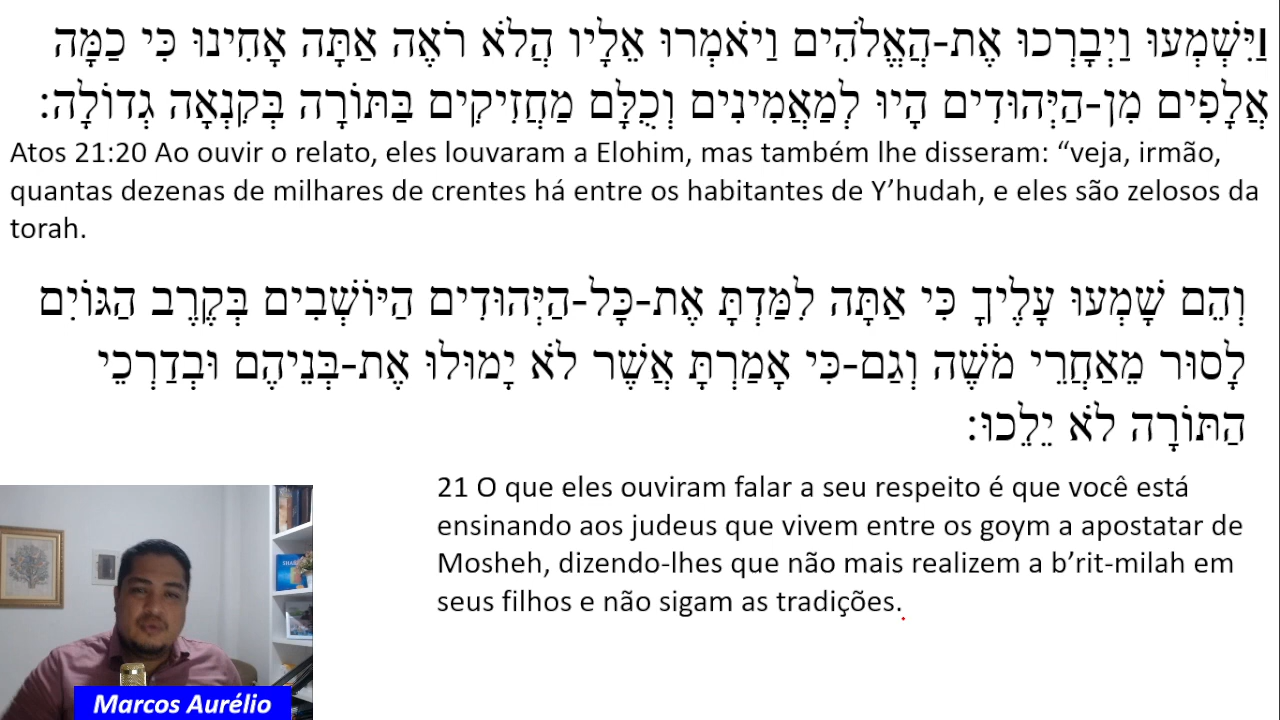 וַיִּשְׁמְעוּ וַיְבָרְכוּ אֶת-הָאֱלֹהִים וַיֹּאמְרוּ אֵלָיו הֲלֹא רֹאֶה אַתָּה אָחִינוּ כִּי כַמָּה
אֲלָפִים מִן-הַיְּהוּדִים הָיוּ לְמַאֲמִינִים וְכֻלָּם מַחֲזִיקִים בַּתּוֹרָה בְּקִנְאָה גְדוֹלָה:
Atos 21:20 Ao ouvir o relato, eles louvaram a Elohim, mas também lhe disseram: “veja, irmão,
quantas dezenas de milhares de crentes há entre os habitantes de Y’hudah, e eles são zelosos da
torah.
וְהֵם שָׁמְעוּ עָלֶיךָ כִּי אַתָּה לִמַּדְתָּ אֶת-כָּל-הַיְּהוּדִים הַיּוֹשְׁבִים בְּקֶרֶב הַגּוֹיִם
לָסוּר מֵאַחֲרֵי מֹשֶׁה וְגַם-כִּי אָמַרְתָּ אֲשֶׁר לֹא יָמוּלוּ אֶת-בְּנֵיהֶם וּבְדַרְכֵי
הַתּוֹרָה לֹא יֵלֵכוּ:
21 O que eles ouviram falar a seu respeito é que você está
ensinando aos judeus que vivem entre os goym a apostatar de
Mosheh, dizendo-lhes que não mais realizem a b’rit-milah em
seus filhos e não sigam as tradições.
Marcos Aurélio